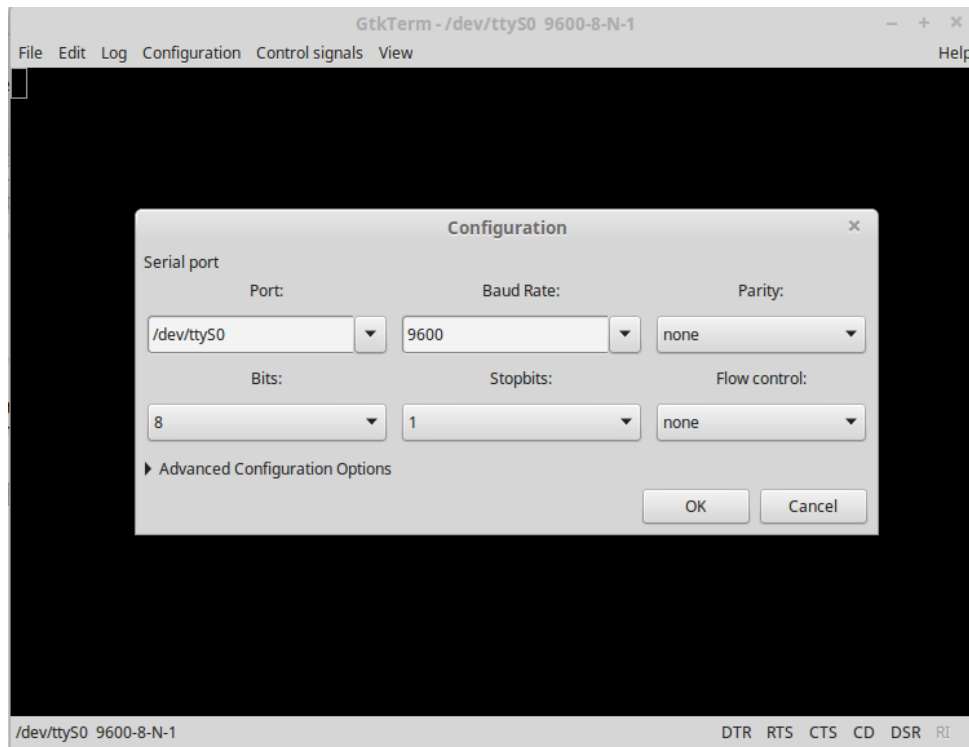 GtkTerm - /dev/ttyS0 9600-8-N-1
File Edit Log Configuration Control signals View Help
Configuration
Serial port
Port: Baud Rate: Parity:
/dev/ttyS0 9600 none
Bits: Stopbits: Flow control:
8 1 none
Advanced Configuration Options
OK Cancel
/dev/ttyS0 9600-8-N-1 DTR RTS CTS CD DSR RI